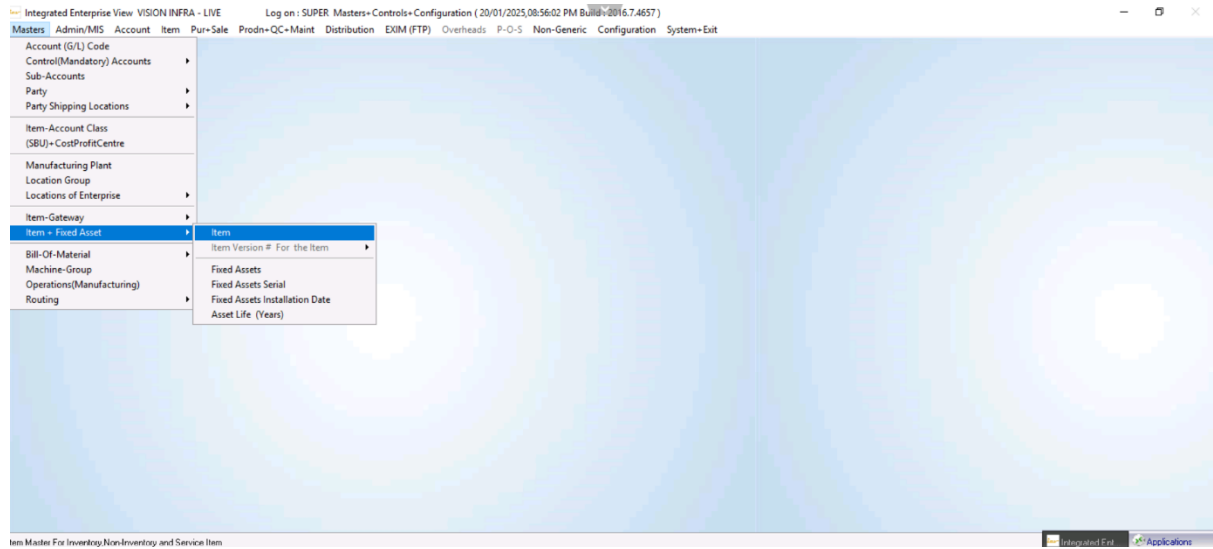 Integrated Enterprise View VISION INFRA - LIVE Log on : SUPER Masters+Controls+Configuration ( 20/01/2025,08:56:02 PM Build : 2016.7.4657 )
Masters Admin/MIS Account Item Pur+Sale Prodn+QC+Maint Distribution EXIM (FTP) Overheads P-O-S Non-Generic Configuration System+Exit
Account (G/L) Code
Control(Mandatory) Accounts
Sub-Accounts
Party
Party Shipping Locations
Item-Account Class
(SBU)+CostProfitCentre
Manufacturing Plant
Location Group
Locations of Enterprise
Item-Gateway
Item + Fixed Asset
Bill-Of-Material
Machine-Group
Operations(Manufacturing)
Routing
Item
Item Version # For the Item
Fixed Assets
Fixed Assets Serial
Fixed Assets Installation Date
Asset Life (Years)
Item Master For Inventory,Non-Inventory and Service Item
Integrated Ent... Applications